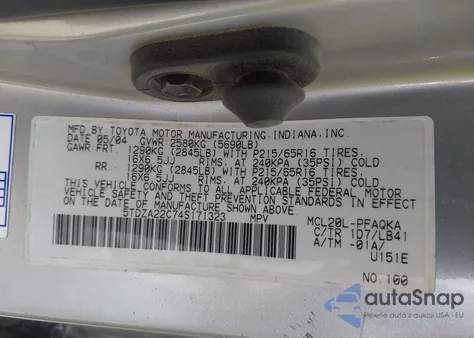 MFD. BY: TOYOTA MOTOR MANUFACTURING, INDIANA, INC.
DATE 05/04 GVWR: 2580KG (5690LB)
GAWR: FRT 1290KG (2845LB) WITH P215/65R16 TIRES,
16X6.5JJ RIMS, AT 240KPA (35PSI) COLD
RR 1290KG (2845LB) WITH P215/65R16 TIRES,
16X6.5JJ RIMS, AT 240KPA (35PSI) COLD
THIS VEHICLE CONFORMS TO ALL APPLICABLE FEDERAL MOTOR
VEHICLE SAFETY AND THEFT PREVENTION STANDARDS IN EFFECT
ON THE DATE OF MANUFACTURE SHOWN ABOVE.
5TDZA22C74S171323 MPV
MCL20L-PFAQKA
C/TR 1D7/LB41
A/TM -01A/
U151E
NO.100
autoSnap
Auto z aukcji USA - EU